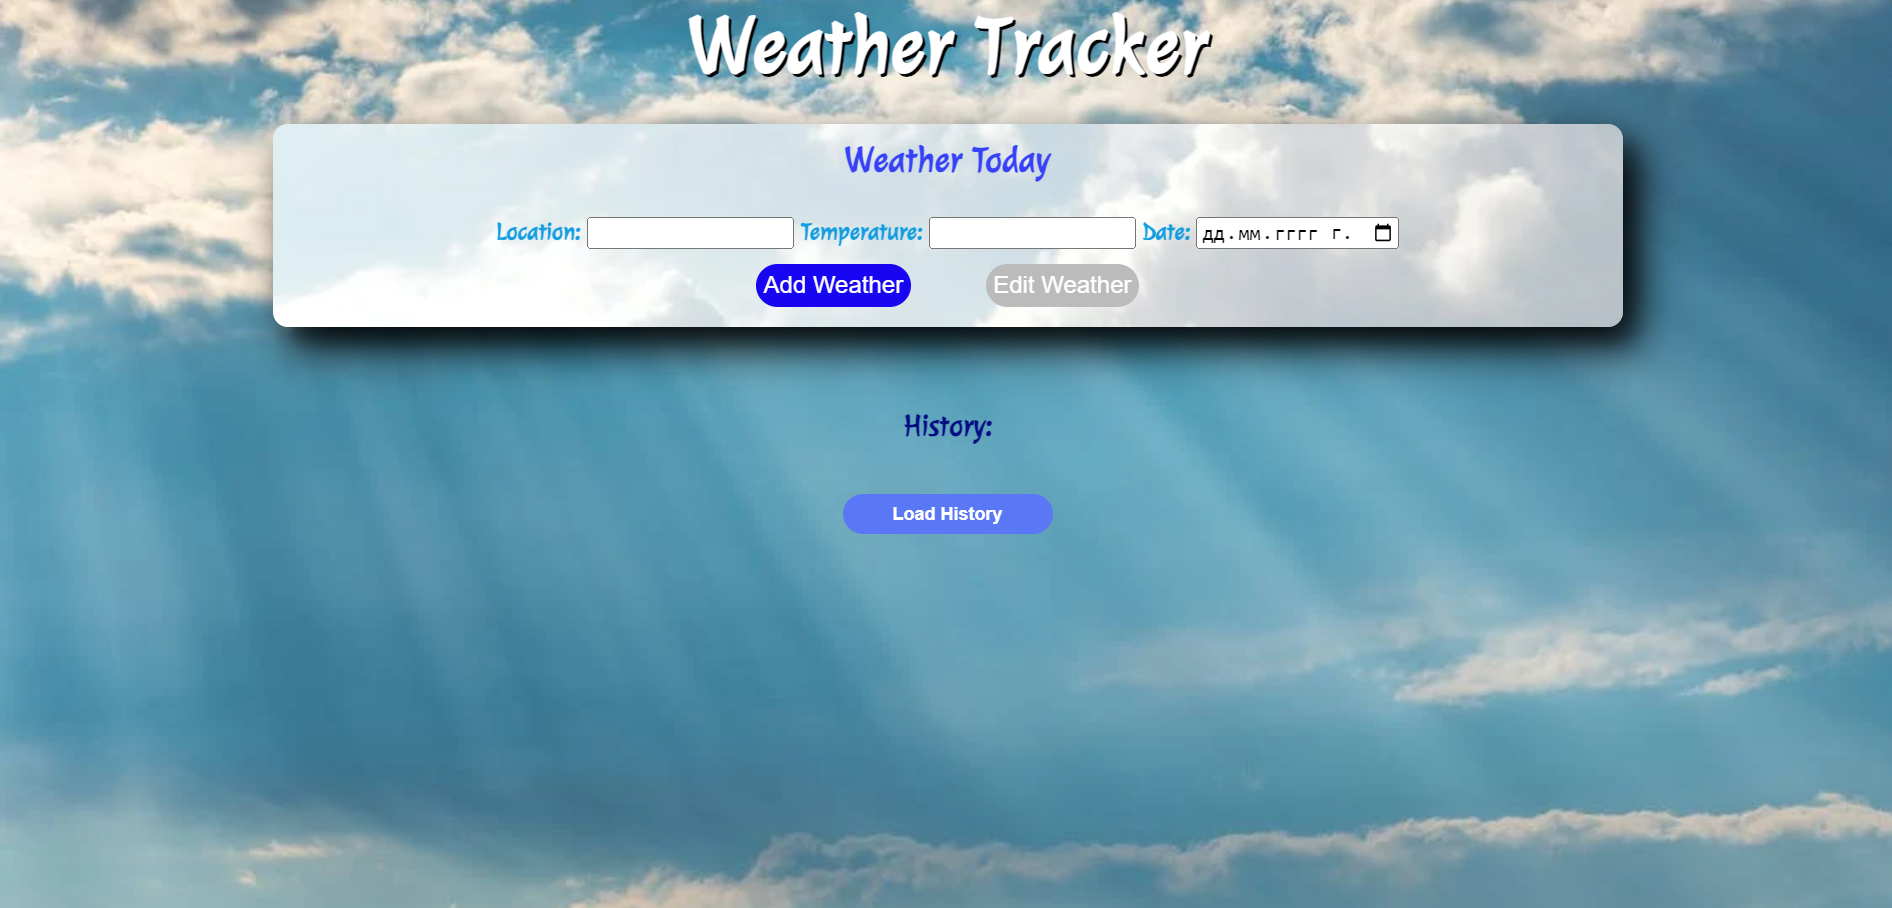 Weather Tracker
Weather Today
Location: Temperature: Date: дд.мм.гггг г.
Add Weather Edit Weather
History:
Load History